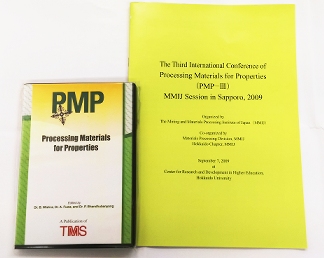 PMP
Processing Materials
for Properties
Edited by
A Publication of
TMS
The Third International Conference of
Processing Materials for Properties
(PMP-III)
MMIJ Session in Sapporo, 2009
Organized by
The Mining and Materials Processing Institute of Japan (MMIJ)
Co-organized by
Materials Processing Division, MMIJ
Hokkaido Chapter, MMIJ
September 7, 2009
at
Center for Research and Development in Higher Education,
Hokkaido University